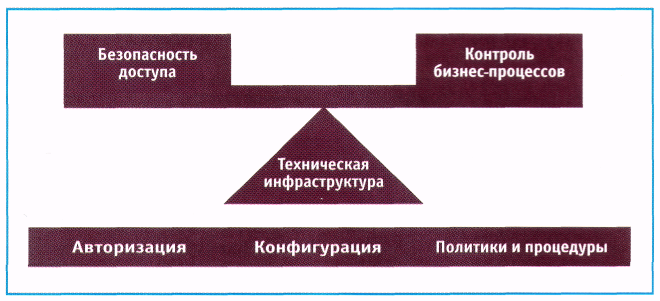 Безопасность
доступа
Контроль
бизнес-процессов
Техническая
инфраструктура
Авторизация
Конфигурация
Политики и процедуры